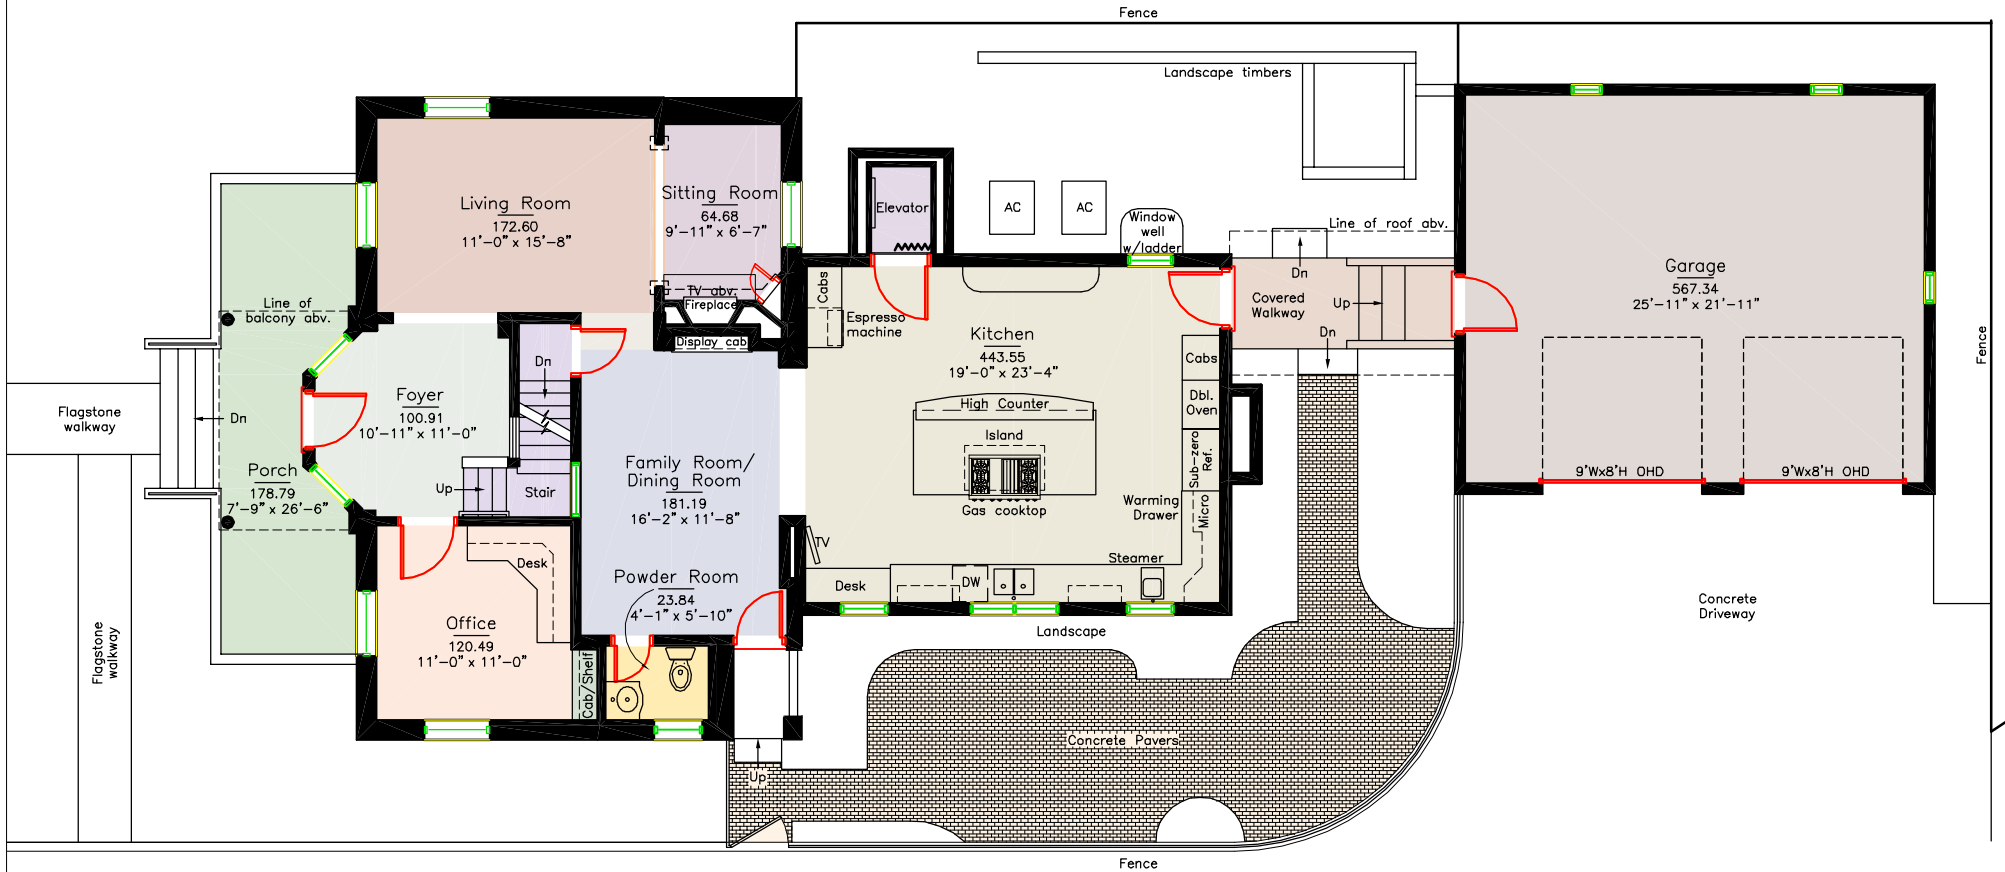 Fence
Landscape timbers
Living Room
172.60
11'-0" x 15'-8"
Sitting Room
64.68
9'-11" x 6'-7"
TV abv.
Fireplace
Display cab
Elevator
AC
AC
Window
well
w/ladder
Line of roof abv.
Dn
Covered
Walkway
Up
Dn
Garage
567.34
25'-11" x 21'-11"
9'Wx8'H OHD
9'Wx8'H OHD
Fence
Line of
balcony abv.
Cabs
Espresso
machine
Kitchen
443.55
19'-0" x 23'-4"
High Counter
Island
Gas cooktop
Cabs
Dbl.
Oven
Sub-zero
Ref.
Warming
Drawer
Micro
Steamer
TV
Desk
DW
Flagstone
walkway
Dn
Porch
178.79
7'-9" x 26'-6"
Foyer
100.91
10'-11" x 11'-0"
Dn
Up
Stair
Family Room/
Dining Room
181.19
16'-2" x 11'-8"
Powder Room
23.84
4'-1" x 5'-10"
Desk
Office
120.49
11'-0" x 11'-0"
Cab/Shelf
Flagstone
walkway
Landscape
Concrete
Driveway
Concrete Pavers
Up
Fence